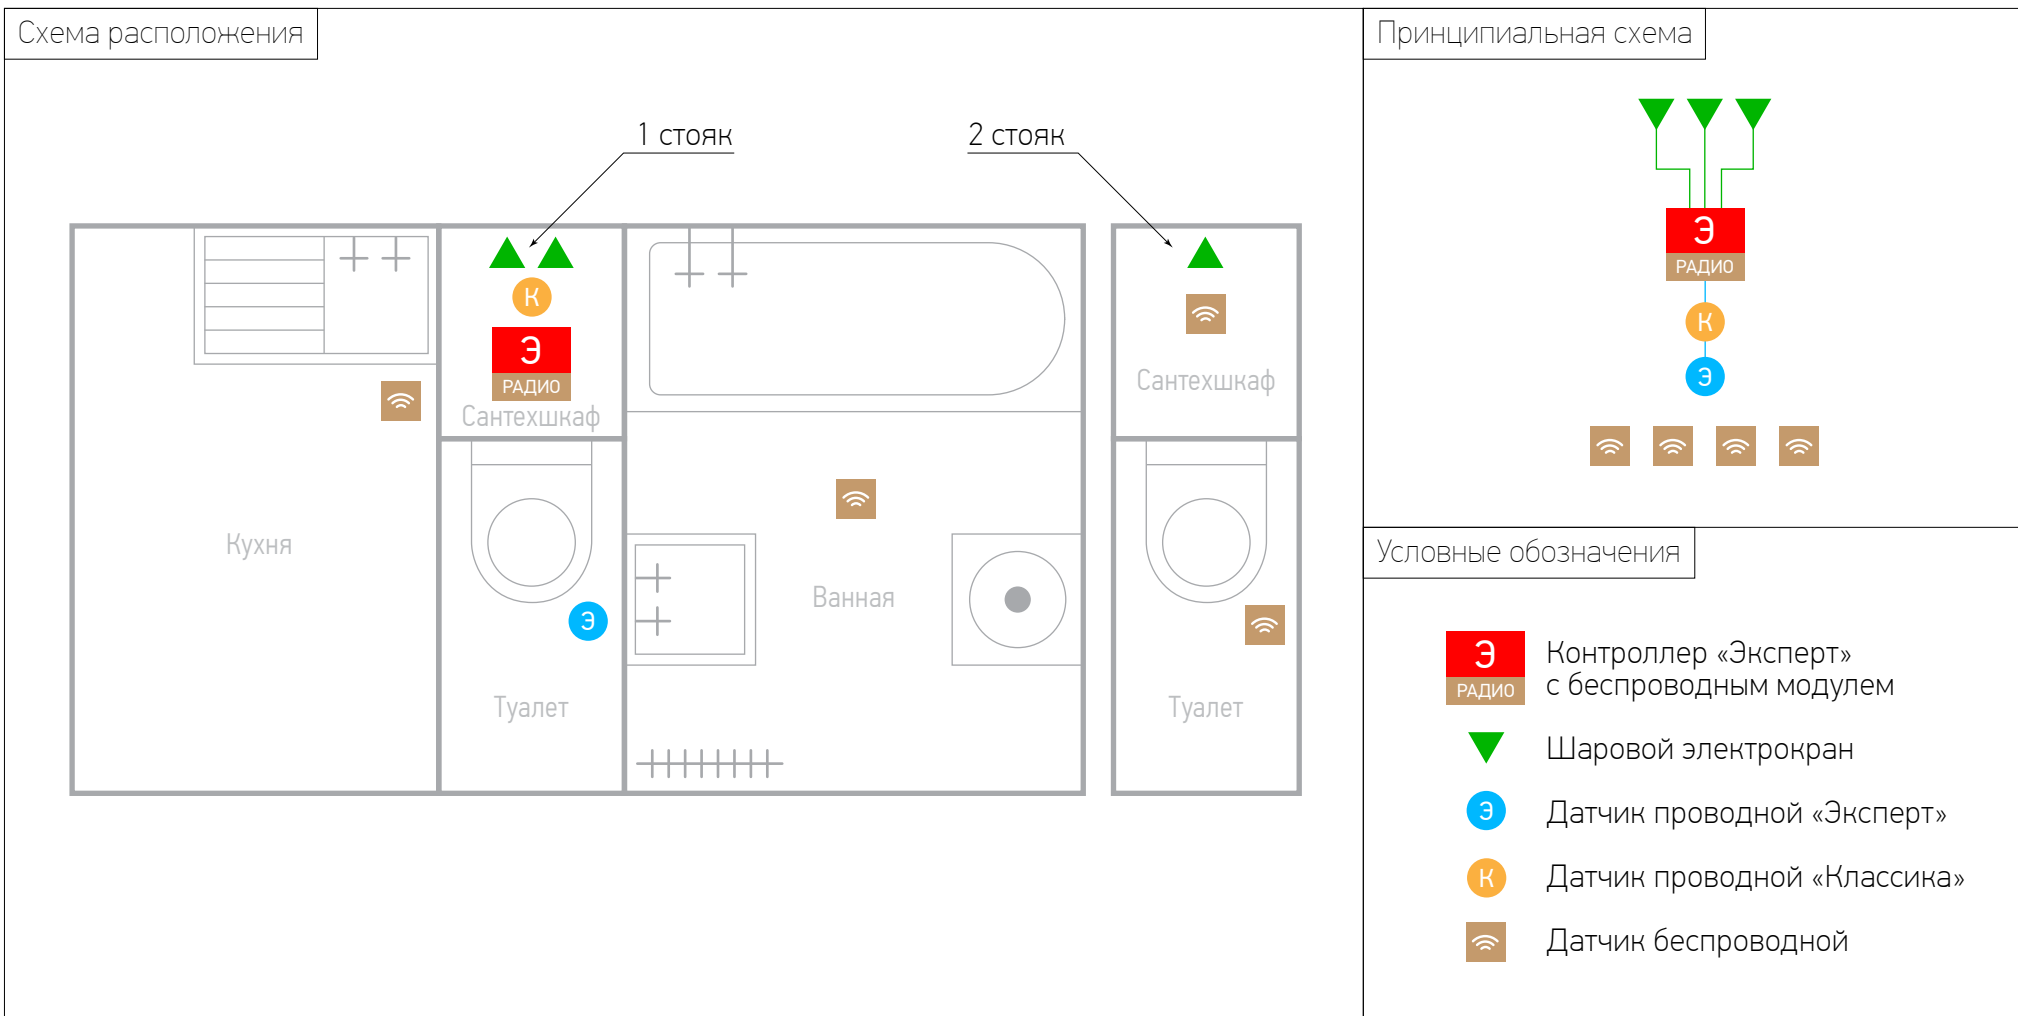 Схема расположения
1 стояк
2 стояк
К
Э
РАДИО
Сантехшкаф
Сантехшкаф
Кухня
Ванная
Э
Туалет
Туалет
Принципиальная схема
Э
РАДИО
К
Э
Условные обозначения
Э
РАДИО
Контроллер «Эксперт»
с беспроводным модулем
Шаровой электрокран
Э
Датчик проводной «Эксперт»
К
Датчик проводной «Классика»
Датчик беспроводной